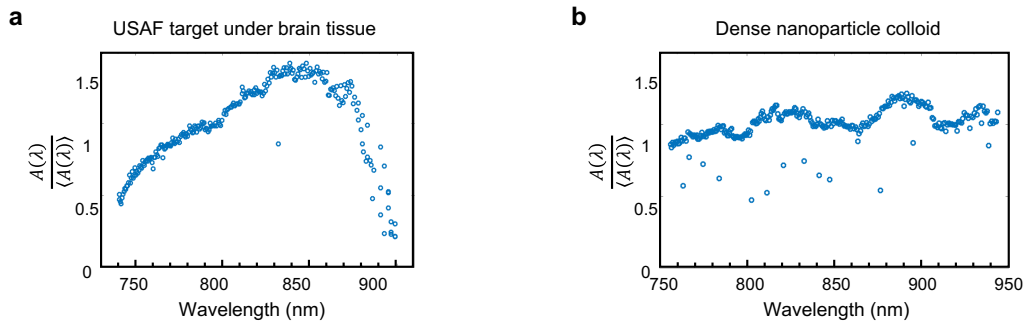 a
USAF target under brain tissue
1.5
1
0.5
0
A(λ)
⟨A(λ)⟩
750
800
850
900
Wavelength (nm)
b
Dense nanoparticle colloid
1.5
1
0.5
0
A(λ)
⟨A(λ)⟩
750
800
850
900
950
Wavelength (nm)